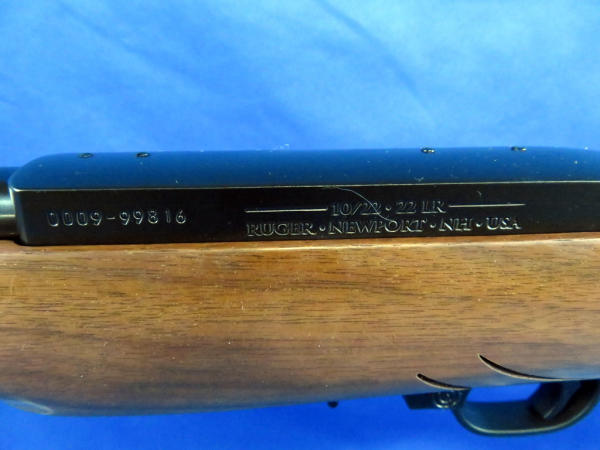 0009-99816
10/22 • 22 LR
RUGER • NEWPORT • NH • USA